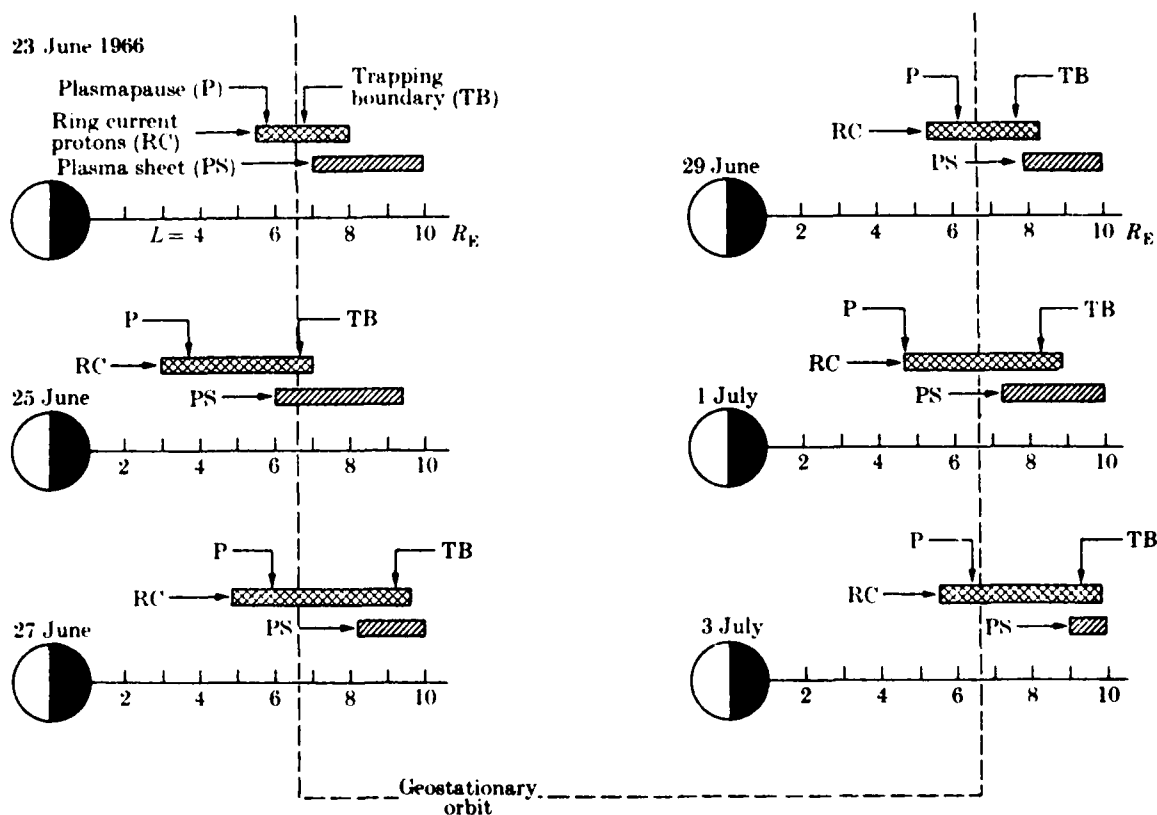 23 June 1966
Plasmapause (P)
Trapping
boundary (TB)
Ring current
protons (RC)
Plasma sheet (PS)
L = 4 6 8 10 R_E
P
TB
RC
PS
25 June
2 4 6 8 10
P
TB
RC
PS
27 June
2 4 6 8 10
P
TB
RC
PS
29 June
2 4 6 8 10 R_E
P
TB
RC
PS
1 July
2 4 6 8 10
P
TB
RC
PS
3 July
2 4 6 8 10
Geostationary
orbit